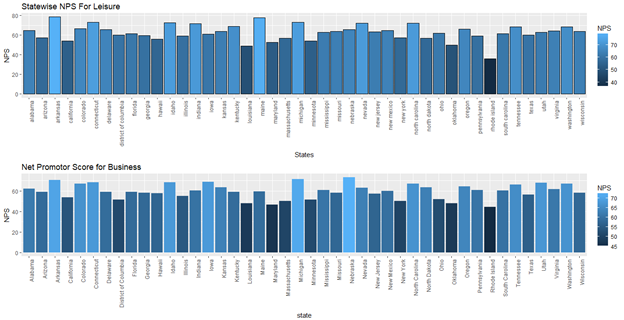 Statewise NPS For Leisure
NPS
80
60
40
20
0
alabama
arizona
arkansas
california
colorado
connecticut
delaware
district of columbia
florida
georgia
hawaii
idaho
illinois
indiana
iowa
kansas
kentucky
louisiana
maine
maryland
massachusetts
michigan
minnesota
mississippi
missouri
nebraska
nevada
new jersey
new mexico
new york
north carolina
north dakota
ohio
oklahoma
oregon
pennsylvania
rhode island
south carolina
tennessee
texas
utah
virginia
washington
wisconsin
States
NPS
70
60
50
40
Net Promotor Score for Business
NPS
60
40
20
0
Alabama
Arizona
Arkansas
California
Colorado
Connecticut
Delaware
District of Columbia
Florida
Georgia
Hawaii
Idaho
Illinois
Indiana
Iowa
Kansas
Kentucky
Louisiana
Maine
Maryland
Massachusetts
Michigan
Minnesota
Mississippi
Missouri
Nebraska
Nevada
New Jersey
New Mexico
New York
North Carolina
North Dakota
Ohio
Oklahoma
Oregon
Pennsylvania
Rhode Island
South Carolina
Tennessee
Texas
Utah
Virginia
Washington
Wisconsin
state
NPS
70
65
60
55
50
45